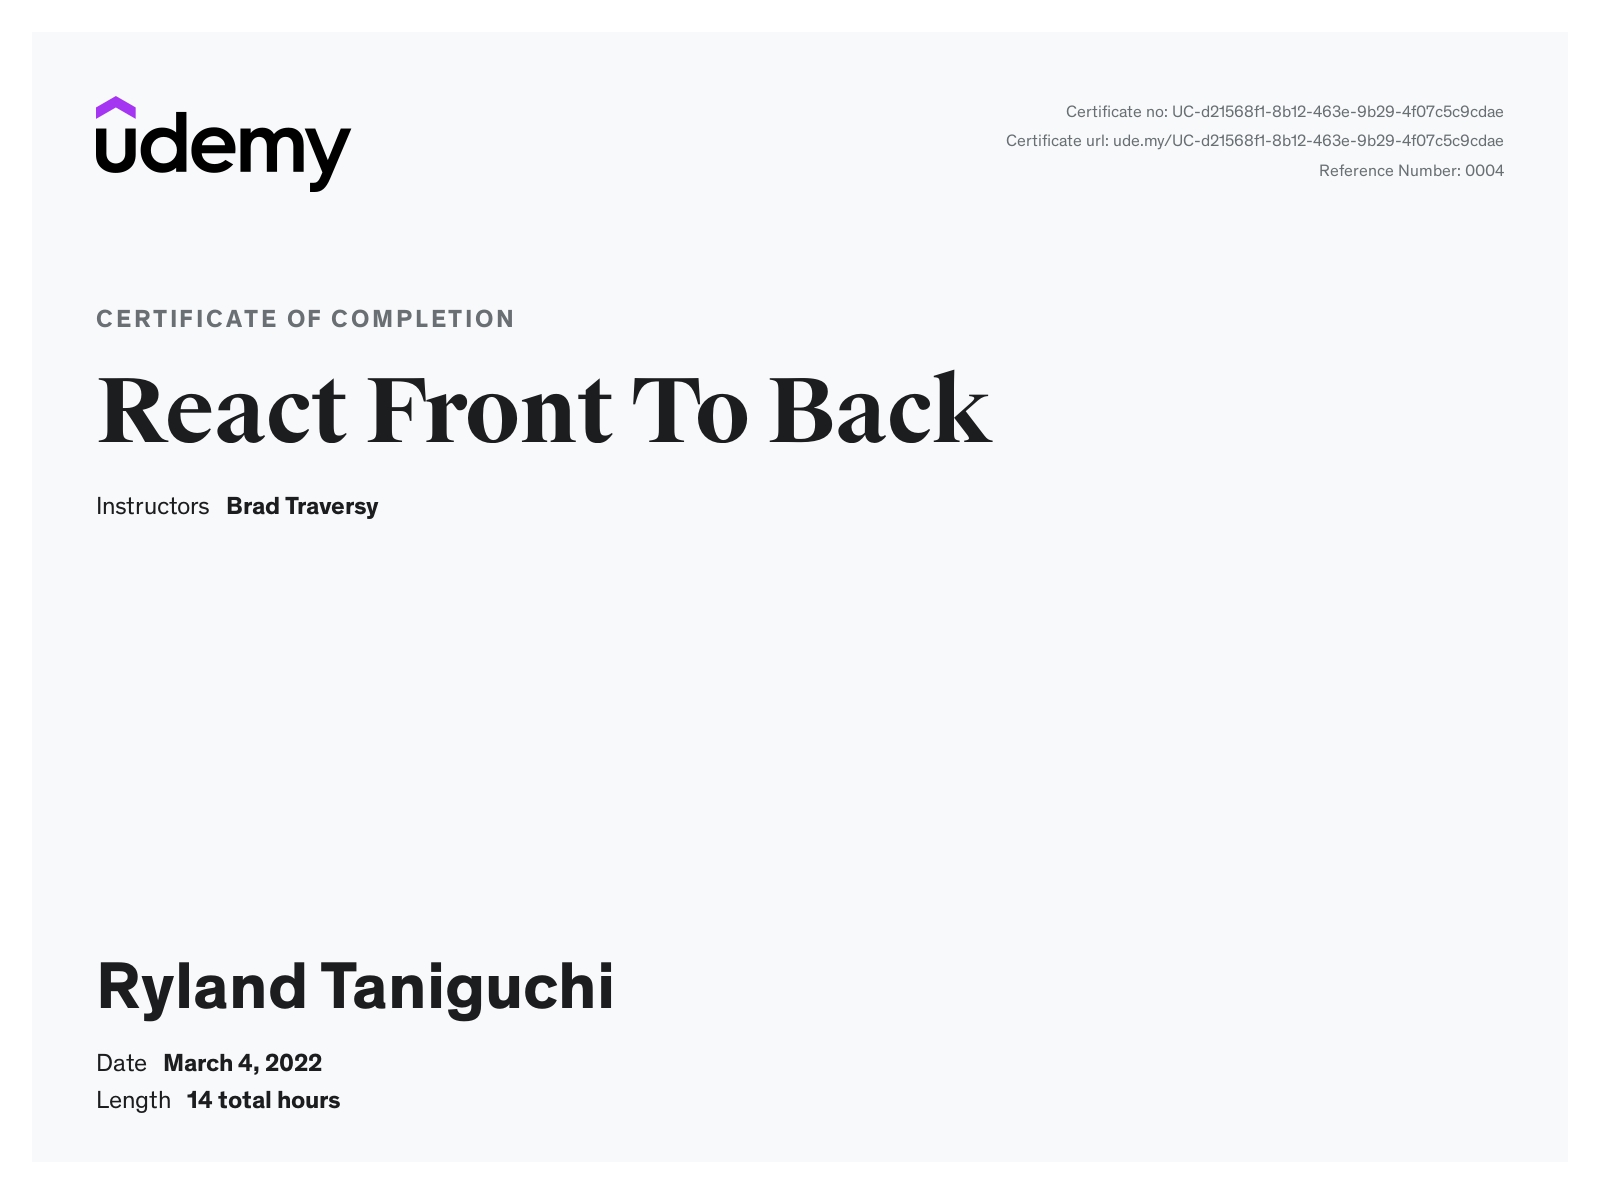 udemy
Certificate no: UC-d21568f1-8b12-463e-9b29-4f07c5c9cdae
Certificate url: ude.my/UC-d21568f1-8b12-463e-9b29-4f07c5c9cdae
Reference Number: 0004
CERTIFICATE OF COMPLETION
React Front To Back
Instructors Brad Traversy
Ryland Taniguchi
Date March 4, 2022
Length 14 total hours